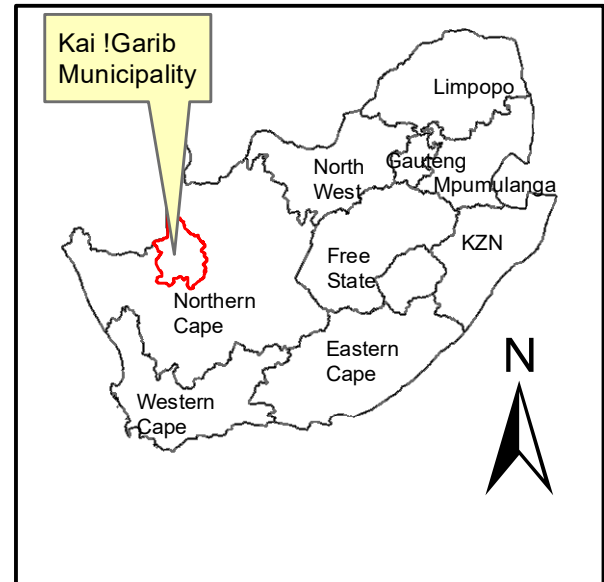 Kai !Garib
Municipality
Limpopo
North
West
Gauteng
Mpumulanga
Free
State
KZN
Northern
Cape
Eastern
Cape
Western
Cape
N